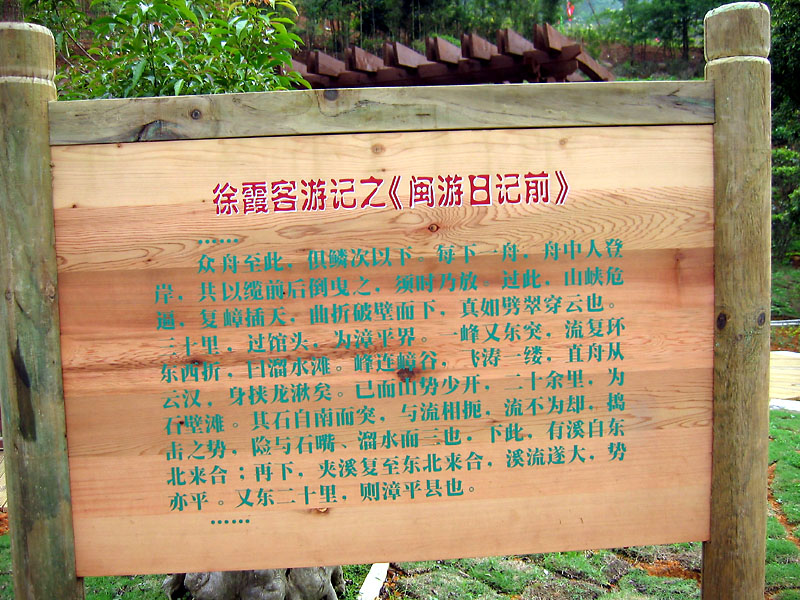 徐霞客游记之《闽游日记前》
……
众舟至此，俱鳞次以下。每下一舟，舟中人登
岸，共以缆前后倒曳之，须时乃放。过此，山峡危
逼，复嶂插天，曲折破壁而下，真如劈翠穿云也。
三十里，过馆头，为漳平界。一峰又东突，流复环
东西折，曰溜水滩。峰连嶂谷，飞涛一缕，直舟从
云汉，身挟龙湫矣。已而山势少开，二十余里，为
石壁滩。其石自南而突，与流相扼，流不为却。捣
击之势，险与石嘴、溜水而三也，下此，有溪自东
北来合；再下，夹溪复至东北来合，溪流遂大，势
亦平。又东二十里，则漳平县也。
……